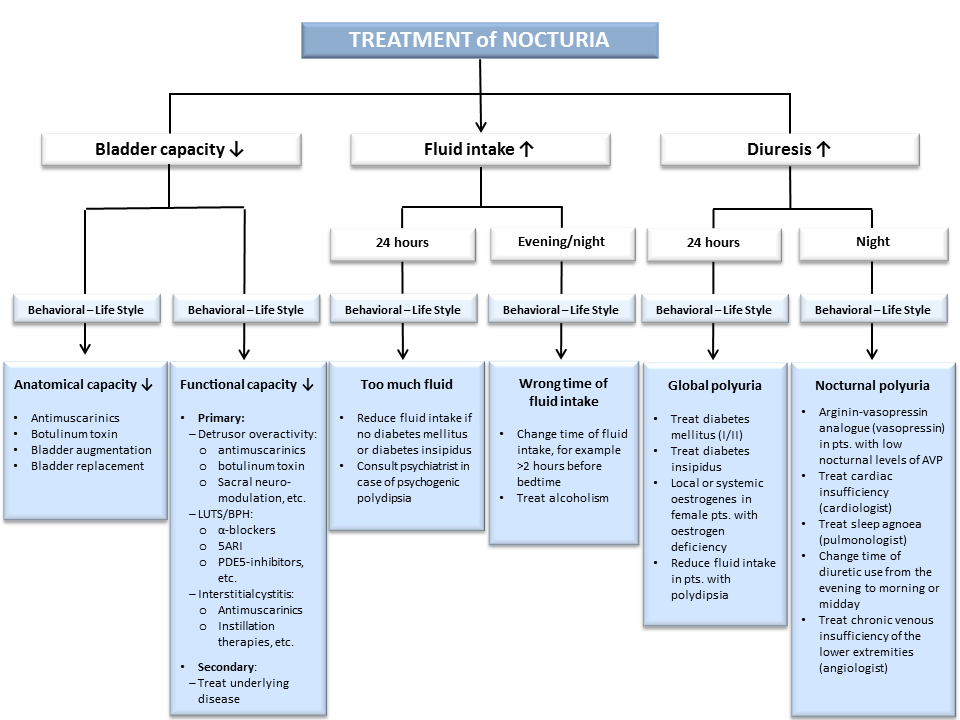 TREATMENT of NOCTURIA
Bladder capacity ↓
Fluid intake ↑
Diuresis ↑
24 hours
Evening/night
24 hours
Night
Behavioral – Life Style
Behavioral – Life Style
Behavioral – Life Style
Behavioral – Life Style
Behavioral – Life Style
Behavioral – Life Style
Anatomical capacity ↓
• Antimuscarinics
• Botulinum toxin
• Bladder augmentation
• Bladder replacement
Functional capacity ↓
• Primary:
– Detrusor overactivity:
o antimuscarinics
o botulinum toxin
o Sacral neuro-
modulation, etc.
– LUTS/BPH:
o α-blockers
o 5ARI
o PDE5-inhibitors,
etc.
– Interstitialcystitis:
o Antimuscarinics
o Instillation
therapies, etc.
• Secondary:
– Treat underlying
disease
Too much fluid
• Reduce fluid intake if
no diabetes mellitus
or diabetes insipidus
• Consult psychiatrist in
case of psychogenic
polydipsia
Wrong time of
fluid intake
• Change time of fluid
intake, for example
>2 hours before
bedtime
• Treat alcoholism
Global polyuria
• Treat diabetes
mellitus (I/II)
• Treat diabetes
insipidus
• Local or systemic
oestrogenes in
female pts. with
oestrogen
deficiency
• Reduce fluid intake
in pts. with
polydipsia
Nocturnal polyuria
• Arginin-vasopressin
analogue (vasopressin)
in pts. with low
nocturnal levels of AVP
• Treat cardiac
insufficiency
(cardiologist)
• Treat sleep agnoea
(pulmonologist)
• Change time of
diuretic use from the
evening to morning or
midday
• Treat chronic venous
insufficiency of the
lower extremities
(angiologist)